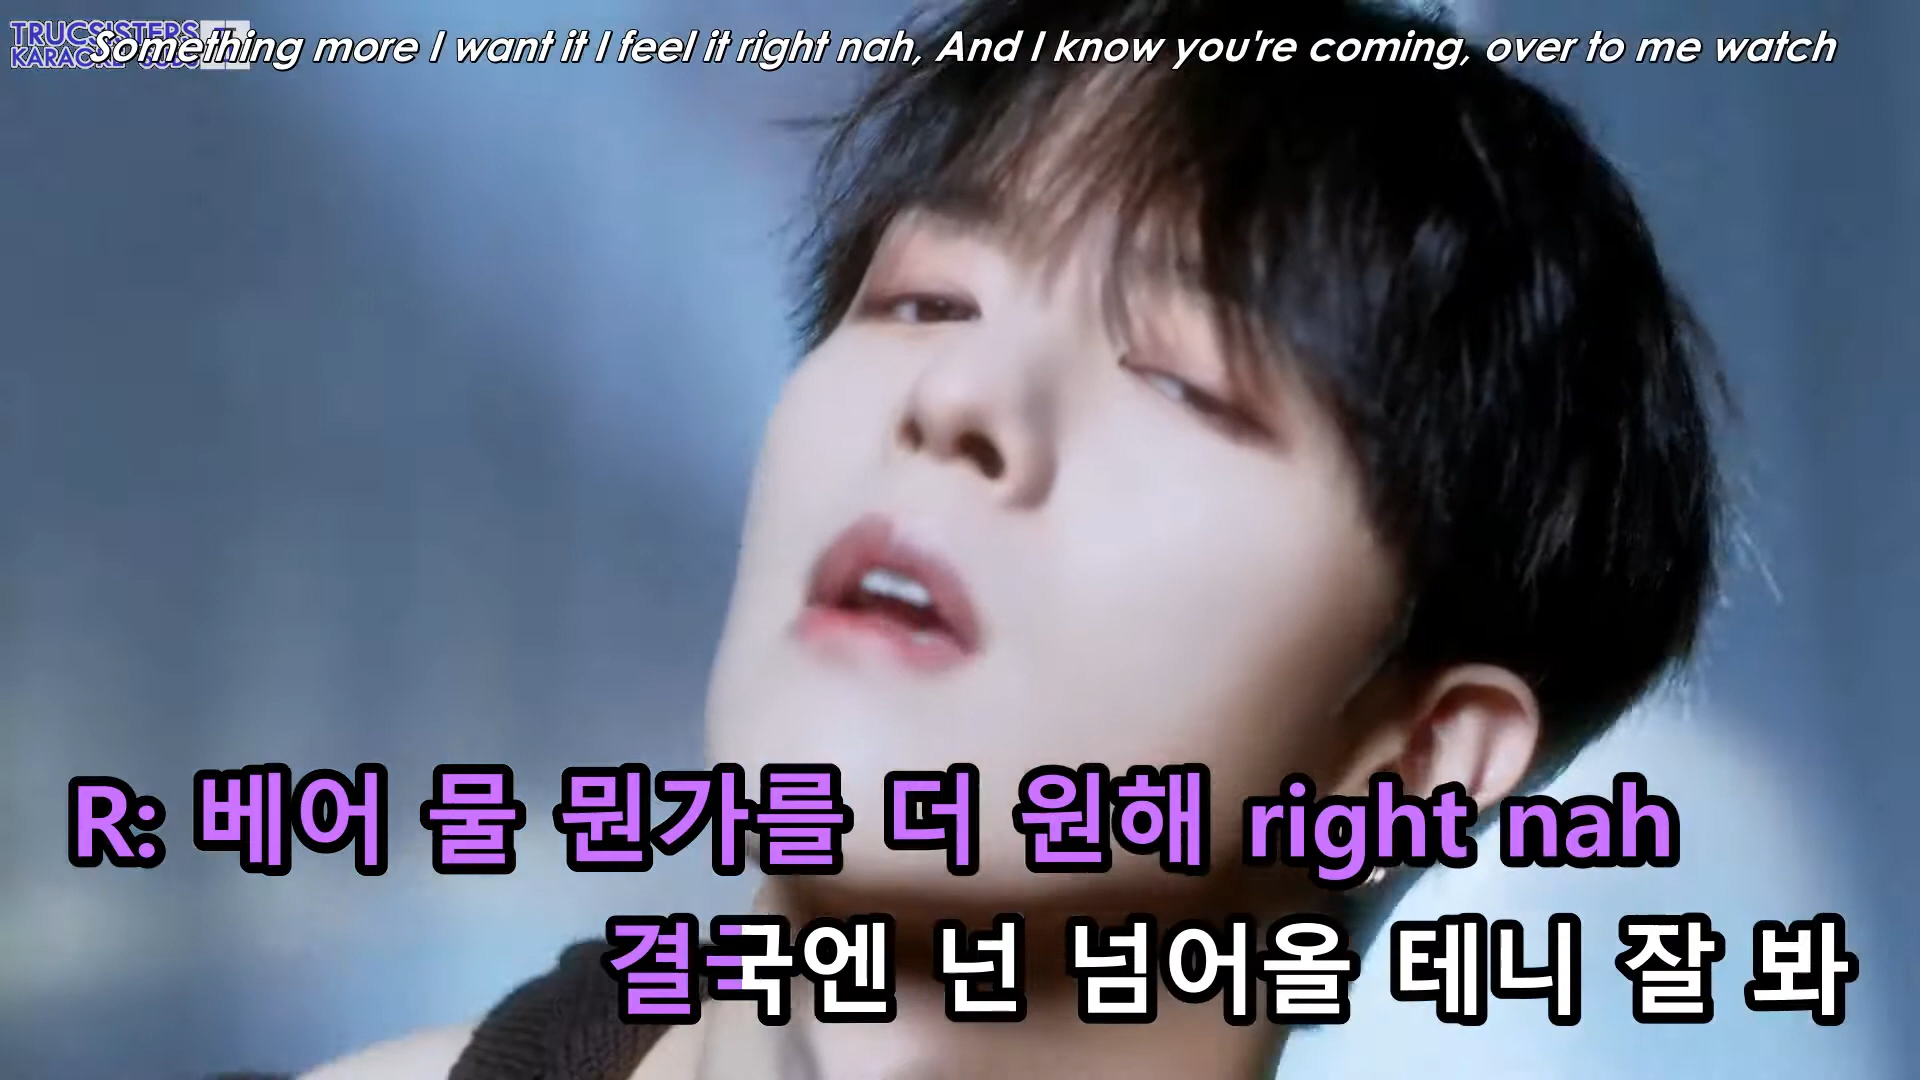 TRUCSISTERS
KARAOKE SUBS
Something more I want it I feel it right nah, And I know you're coming, over to me watch
R: 베어 물 뭔가를 더 원해 right nah
결국엔 넌 넘어올 테니 잘 봐